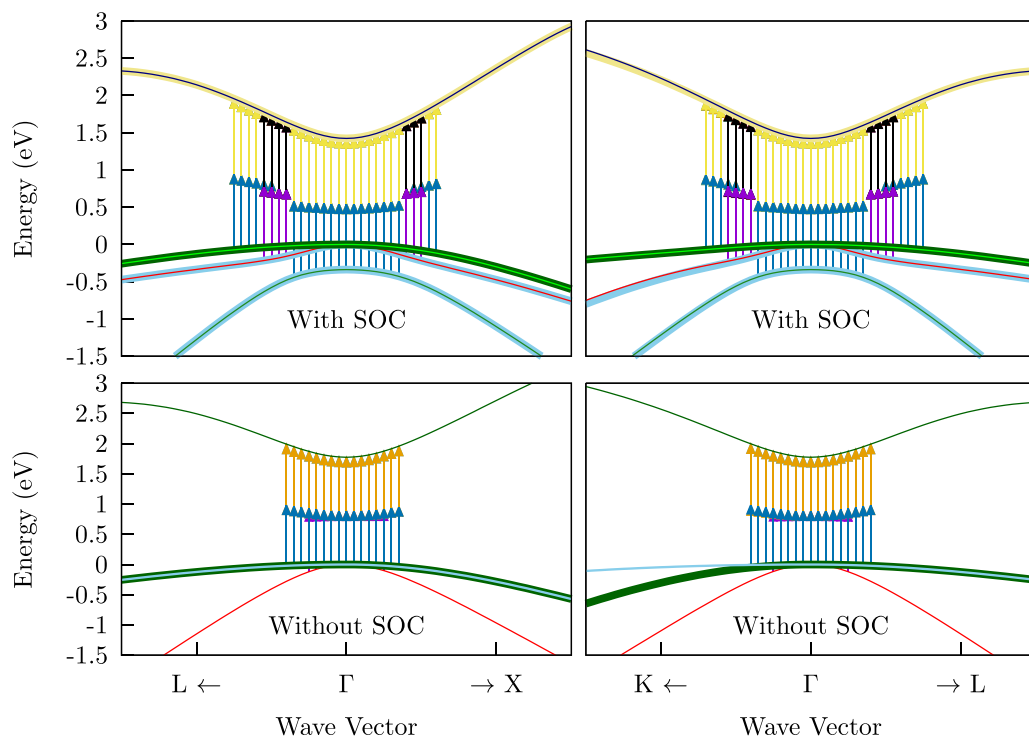 3
2.5
2
1.5
1
0.5
0
-0.5
-1
-1.5
Energy (eV)
With SOC
With SOC
3
2.5
2
1.5
1
0.5
0
-0.5
-1
-1.5
Energy (eV)
Without SOC
Without SOC
L ← Γ → X
K ← Γ → L
Wave Vector
Wave Vector